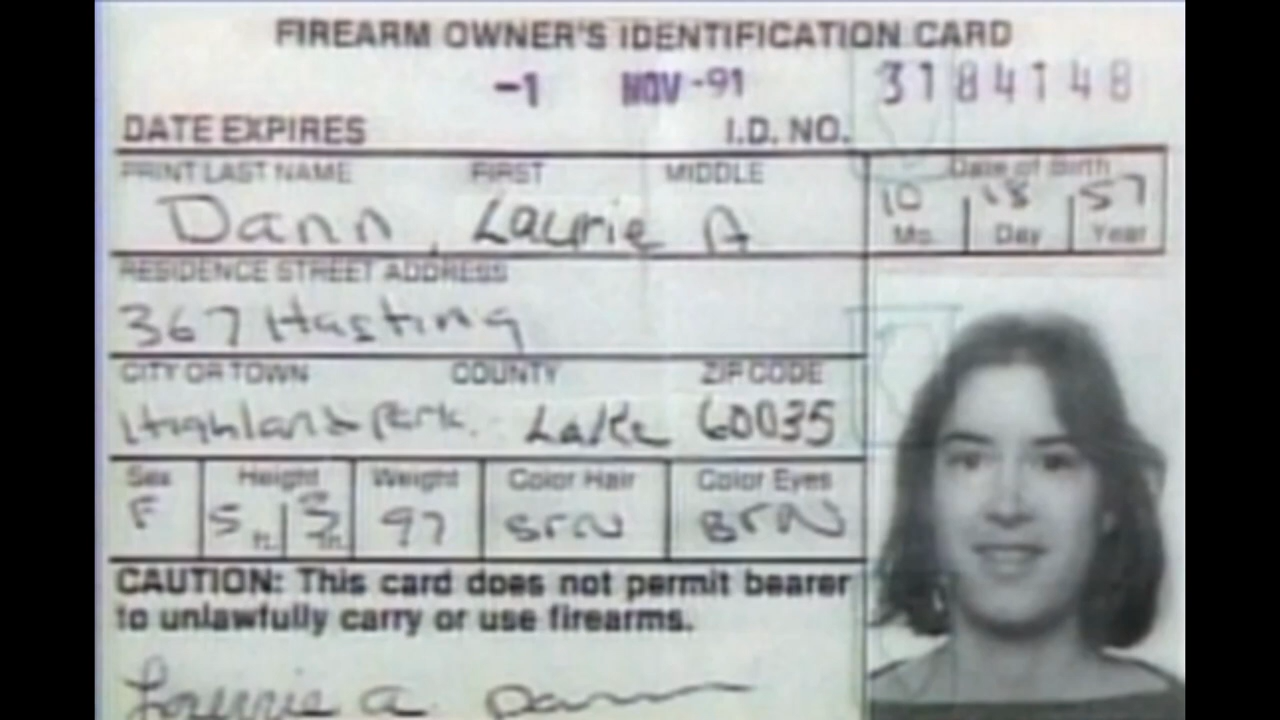 FIREARM OWNER'S IDENTIFICATION CARD
-1 NOV -91 3184148
DATE EXPIRES I.D. NO.
PRINT LAST NAME FIRST MIDDLE Date of Birth
Dann, Laurie A 10 18 57
Mo. Day Year
RESIDENCE STREET ADDRESS
367 Hasting
CITY OR TOWN COUNTY ZIP CODE
Highland Park. Lake 60035
Sex Height Weight Color Hair Color Eyes
F 5 ft. 3 in. 97 BRN BRN
CAUTION: This card does not permit bearer
to unlawfully carry or use firearms.
Laurie A. Dann